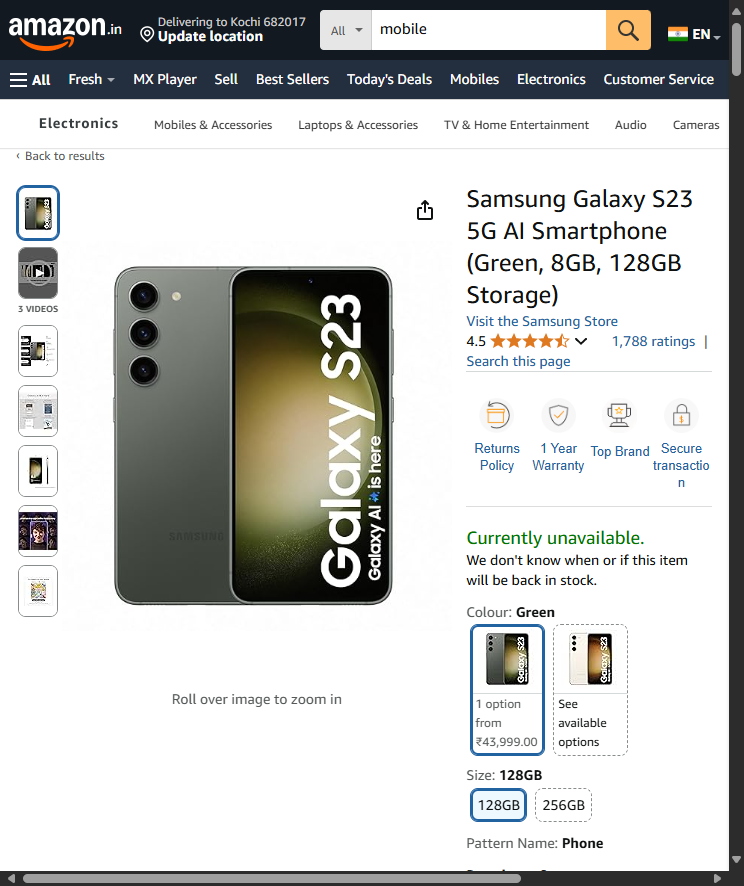 amazon.in
Delivering to Kochi 682017
Update location
All
mobile
EN
All
Fresh
MX Player
Sell
Best Sellers
Today's Deals
Mobiles
Electronics
Customer Service
Electronics
Mobiles & Accessories
Laptops & Accessories
TV & Home Entertainment
Audio
Cameras
‹ Back to results
3 VIDEOS
SAMSUNG
Galaxy S23
Galaxy AI is here
Roll over image to zoom in
Samsung Galaxy S23
5G AI Smartphone
(Green, 8GB, 128GB
Storage)
Visit the Samsung Store
4.5
1,788 ratings |
Search this page
Returns
Policy
1 Year
Warranty
Top Brand
Secure
transactio
n
Currently unavailable.
We don't know when or if this item
will be back in stock.
Colour: Green
Galaxy S23
1 option
from
₹43,999.00
Galaxy S23
See
available
options
Size: 128GB
128GB
256GB
Pattern Name: Phone